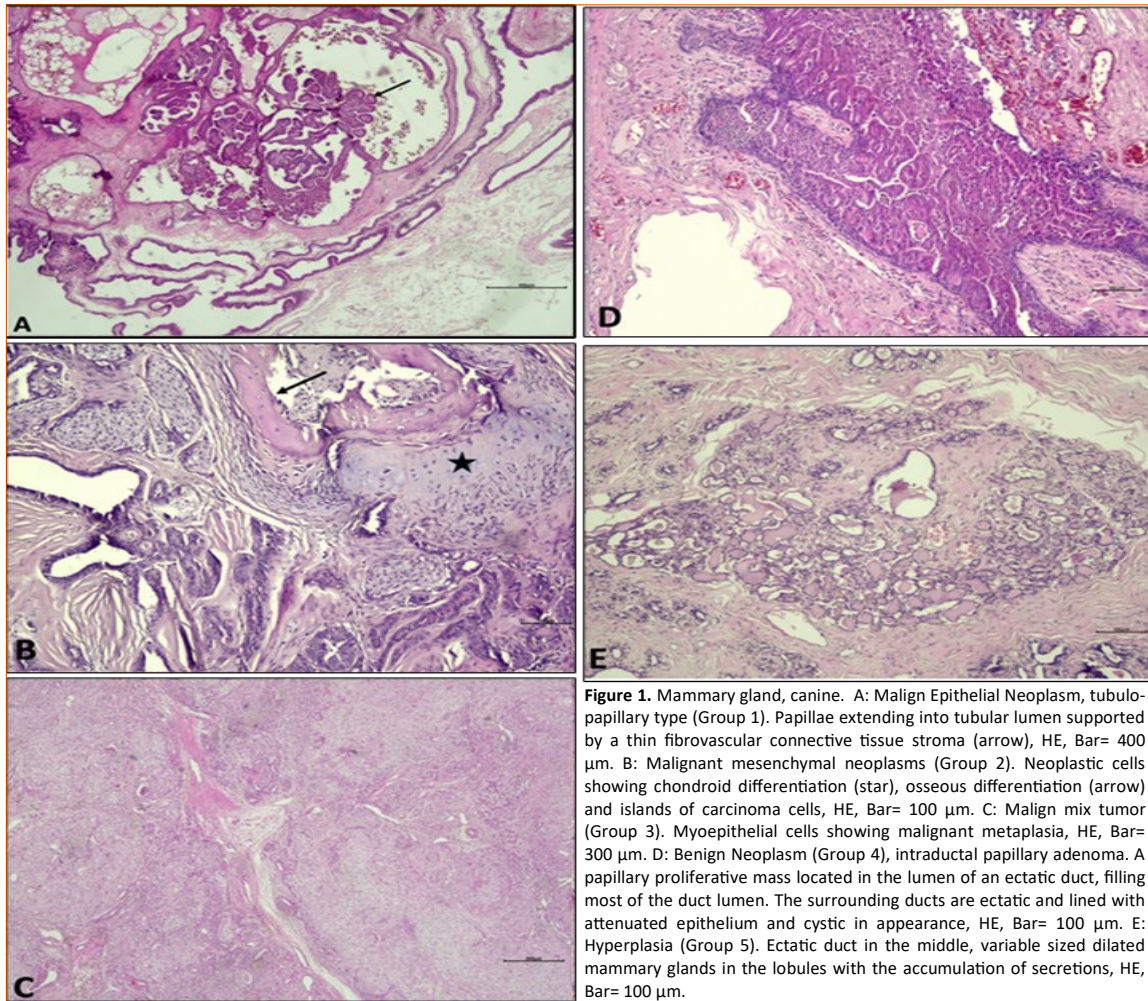 A
B
C
D
E
Figure 1. Mammary gland, canine. A: Malign Epithelial Neoplasm, tubulo-
papillary type (Group 1). Papillae extending into tubular lumen supported
by a thin fibrovascular connective tissue stroma (arrow), HE, Bar= 400
µm. B: Malignant mesenchymal neoplasms (Group 2). Neoplastic cells
showing chondroid differentiation (star), osseous differentiation (arrow)
and islands of carcinoma cells, HE, Bar= 100 µm. C: Malign mix tumor
(Group 3). Myoepithelial cells showing malignant metaplasia, HE, Bar=
300 µm. D: Benign Neoplasm (Group 4), intraductal papillary adenoma. A
papillary proliferative mass located in the lumen of an ectatic duct, filling
most of the duct lumen. The surrounding ducts are ectatic and lined with
attenuated epithelium and cystic in appearance, HE, Bar= 100 µm. E:
Hyperplasia (Group 5). Ectatic duct in the middle, variable sized dilated
mammary glands in the lobules with the accumulation of secretions, HE,
Bar= 100 µm.